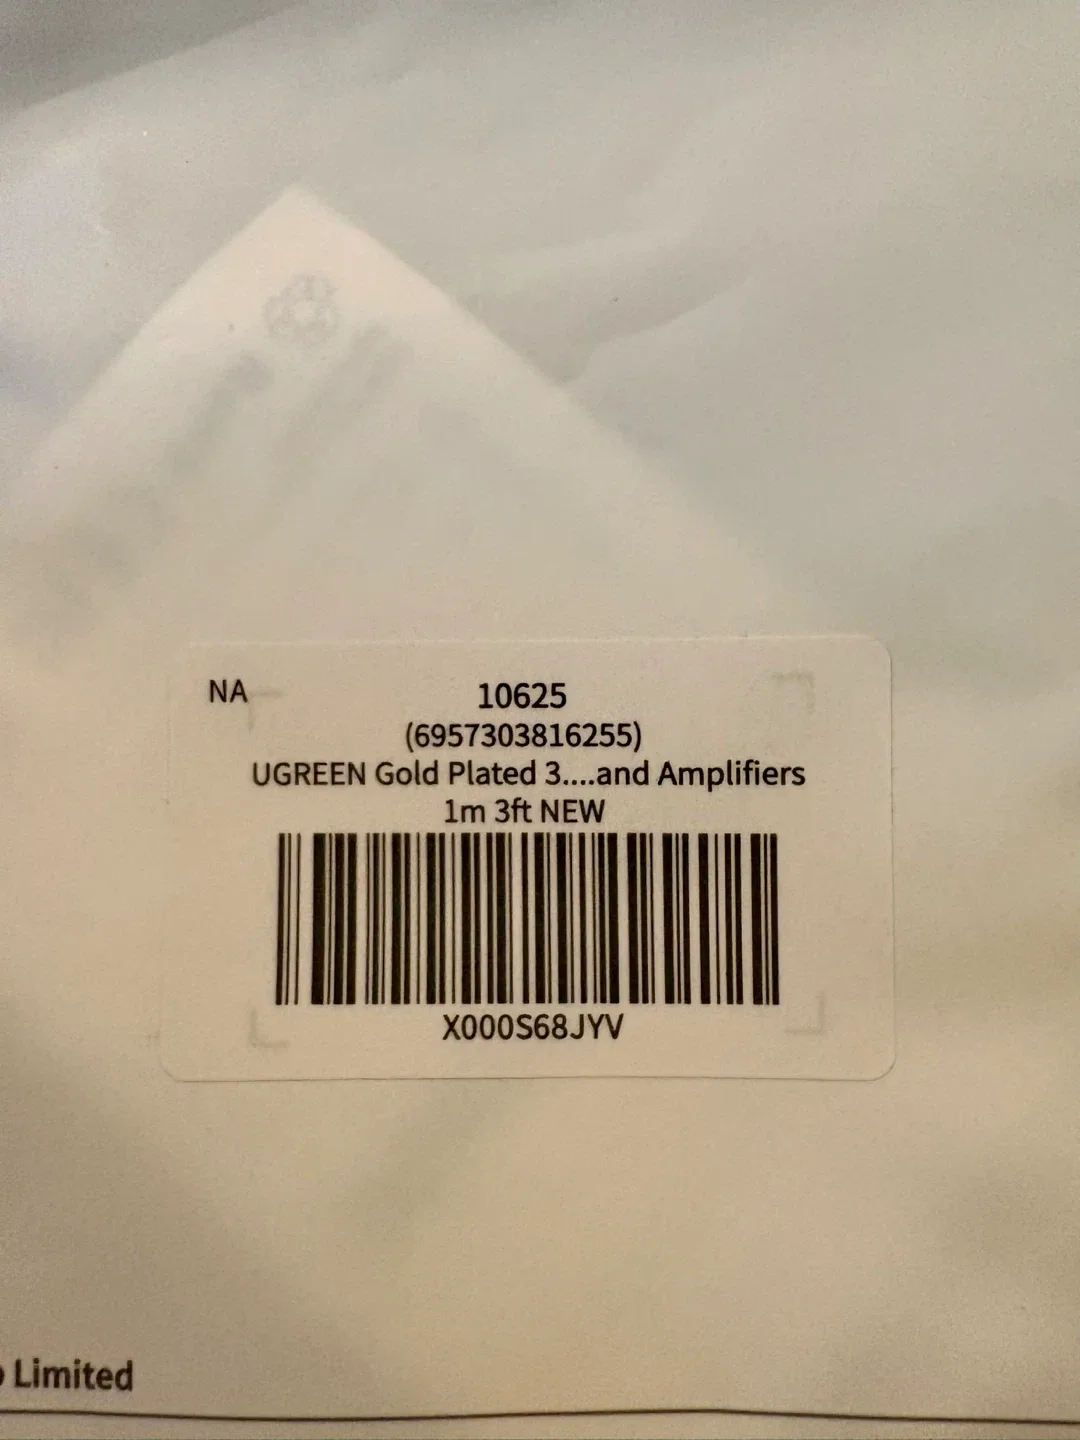 NA
10625
(6957303816255)
UGREEN Gold Plated 3....and Amplifiers
1m 3ft NEW
X000S68JYV
Limited